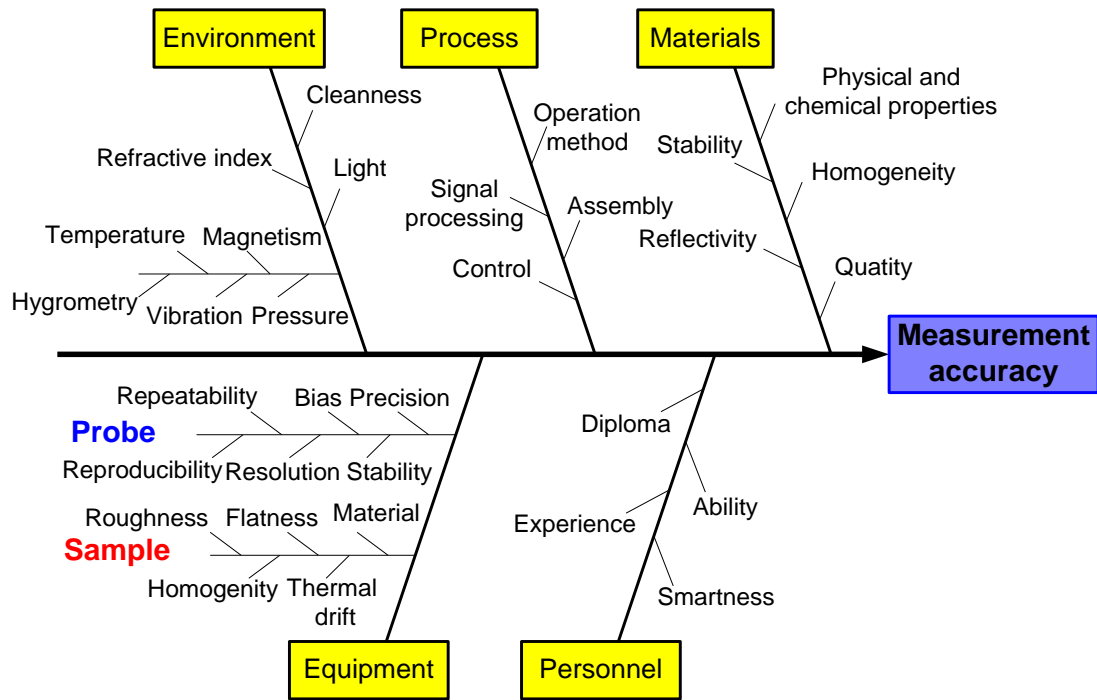 Environment
Process
Materials
Cleanness
Physical and
chemical properties
Operation
method
Stability
Refractive index
Light
Homogeneity
Signal
processing
Assembly
Temperature
Magnetism
Reflectivity
Control
Quatity
Hygrometry
Vibration
Pressure
Measurement
accuracy
Repeatability
Bias
Precision
Probe
Diploma
Reproducibility
Resolution
Stability
Ability
Roughness
Flatness
Material
Experience
Sample
Homogenity
Thermal
drift
Smartness
Equipment
Personnel